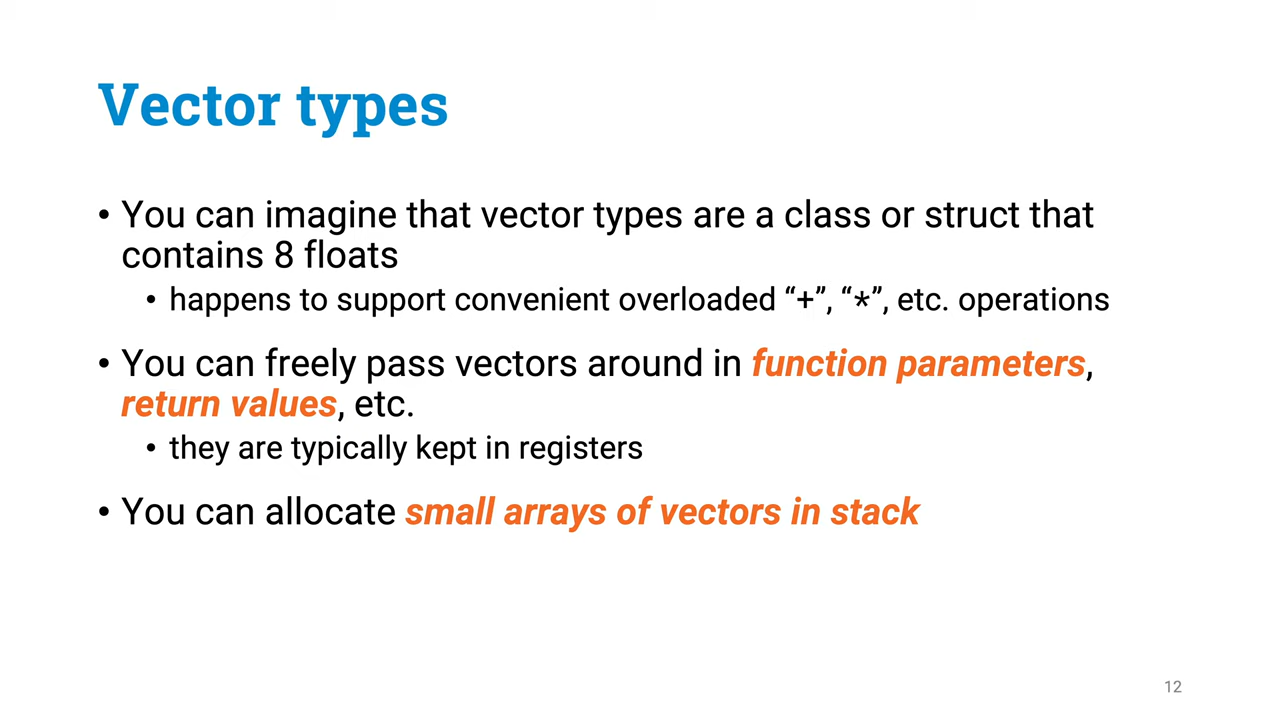 Vector types
• You can imagine that vector types are a class or struct that
contains 8 floats
• happens to support convenient overloaded “+”, “*”, etc. operations
• You can freely pass vectors around in function parameters,
return values, etc.
• they are typically kept in registers
• You can allocate small arrays of vectors in stack
12